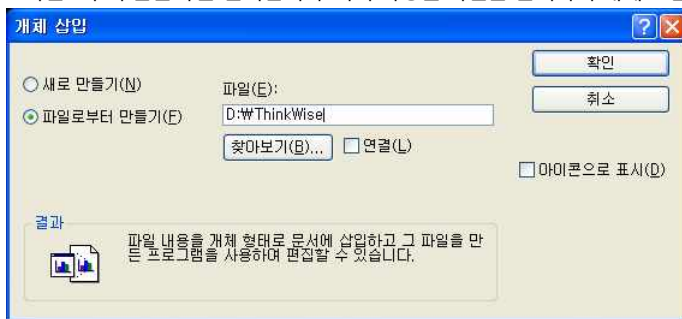 개체 삽입
새로 만들기(N)
파일로부터 만들기(F)
파일(E):
D:₩ThinkWise
찾아보기(B)...
연결(L)
확인
취소
아이콘으로 표시(D)
결과
파일 내용을 개체 형태로 문서에 삽입하고 그 파일을 만
든 프로그램을 사용하여 편집할 수 있습니다.